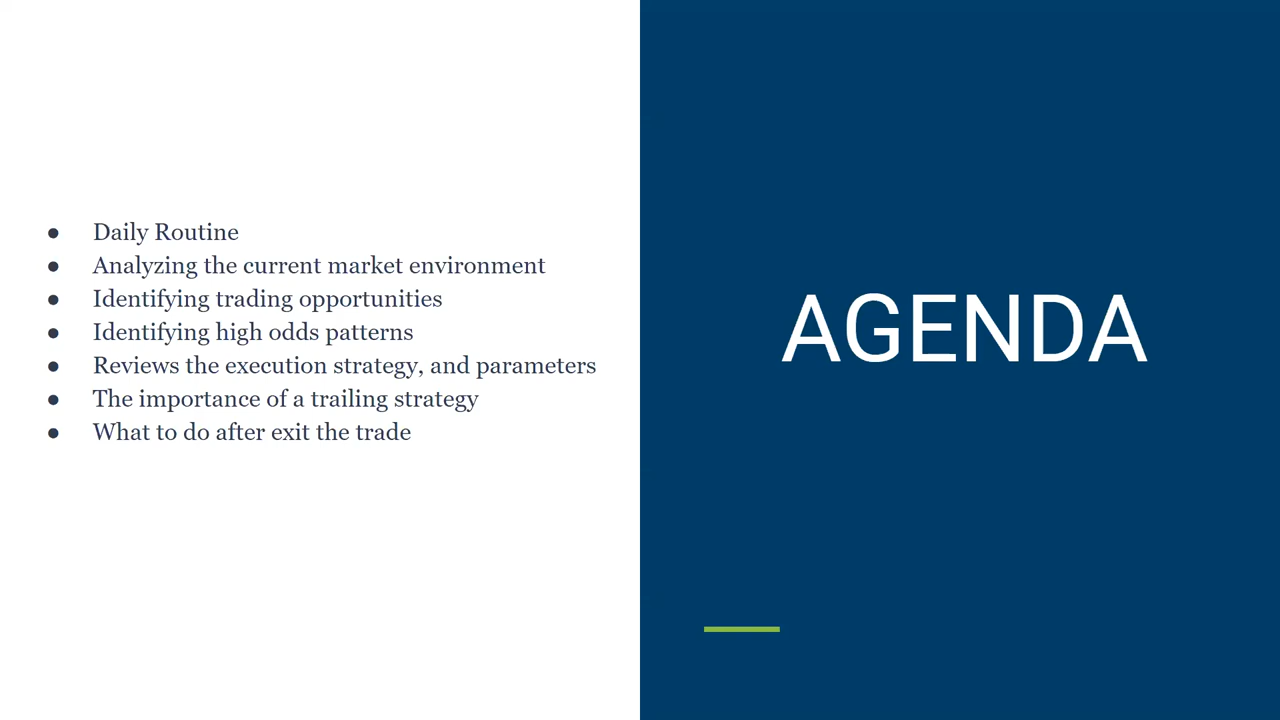 ● Daily Routine
● Analyzing the current market environment
● Identifying trading opportunities
● Identifying high odds patterns
● Reviews the execution strategy, and parameters
● The importance of a trailing strategy
● What to do after exit the trade
AGENDA